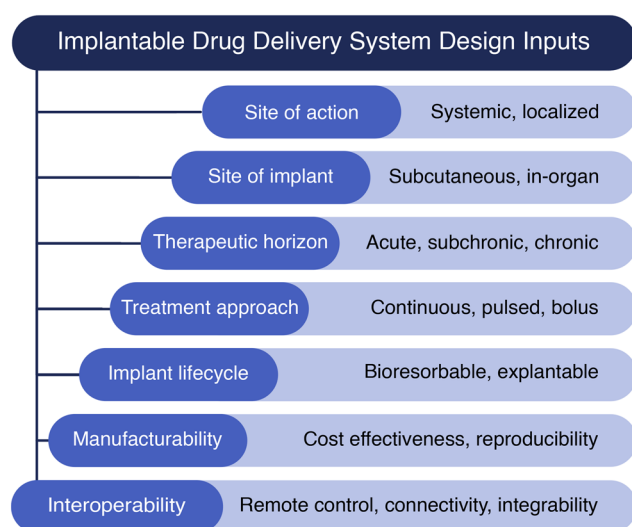 Implantable Drug Delivery System Design Inputs
Site of action Systemic, localized
Site of implant Subcutaneous, in-organ
Therapeutic horizon Acute, subchronic, chronic
Treatment approach Continuous, pulsed, bolus
Implant lifecycle Bioresorbable, explantable
Manufacturability Cost effectiveness, reproducibility
Interoperability Remote control, connectivity, integrability